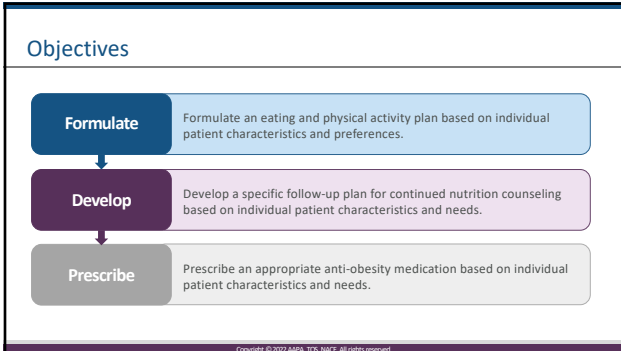 Objectives
Formulate
Formulate an eating and physical activity plan based on individual
patient characteristics and preferences.
Develop
Develop a specific follow-up plan for continued nutrition counseling
based on individual patient characteristics and needs.
Prescribe
Prescribe an appropriate anti-obesity medication based on individual
patient characteristics and needs.
Copyright © 2022 AAPA, TOS, NACE. All rights reserved.